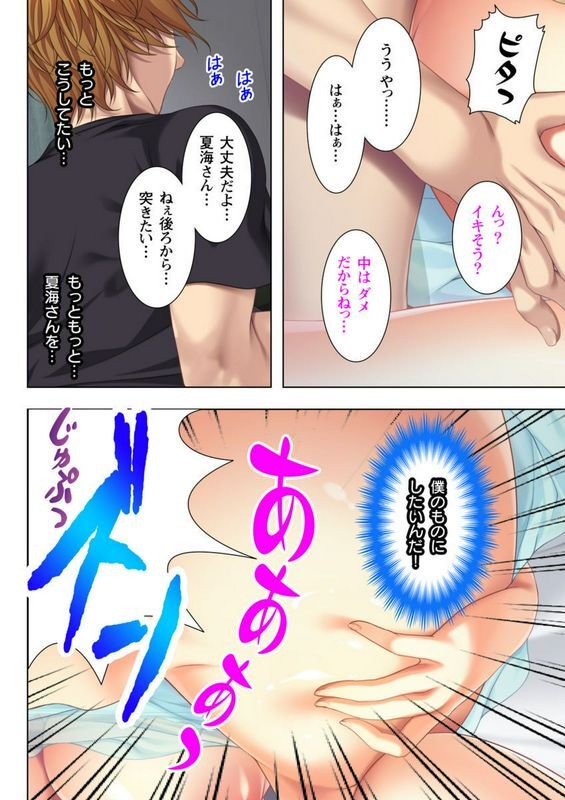 ピタっ
うう やっ……
はぁ…はぁ…
んっ？
イキそう？
中は ダメ
だからねっ…
はぁ
はぁ
もっと
こうしてたい…
大丈夫だよ…
夏海さん…
ねぇ後ろから…
突きたい…
もっともっと…
夏海さんを…
僕のものに
したいんだ！
あああぁ〜
ズン
じゅぷっ